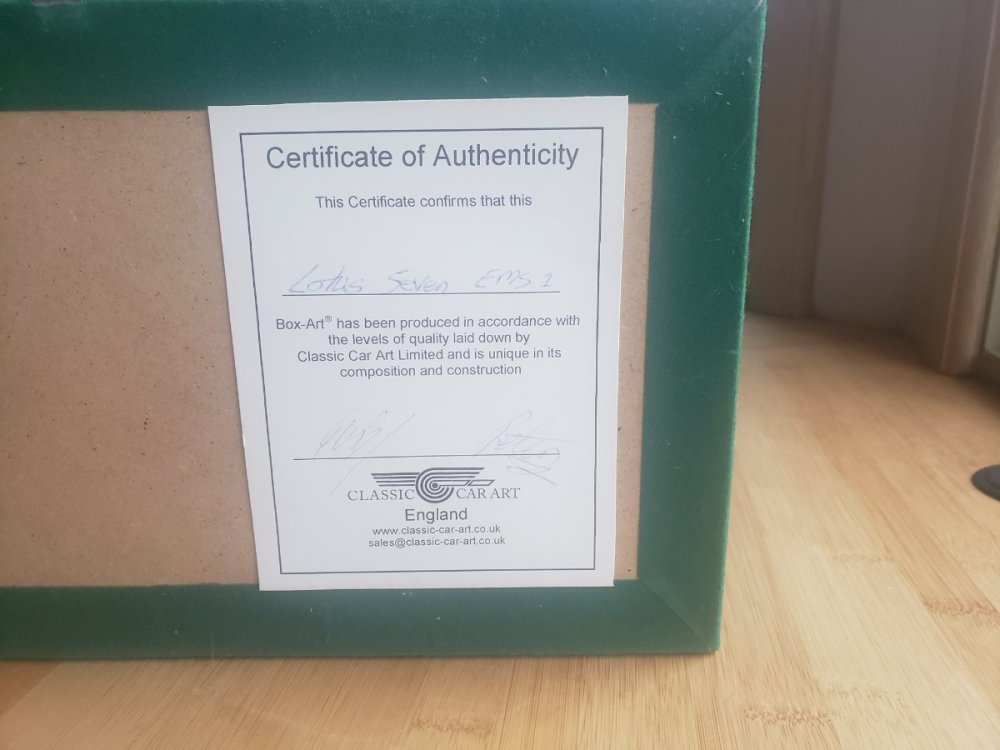 Certificate of Authenticity
This Certificate confirms that this
Lotus Seven EMS 1
Box-Art® has been produced in accordance with
the levels of quality laid down by
Classic Car Art Limited and is unique in its
composition and construction
CLASSIC CAR ART
England
www.classic-car-art.co.uk
sales@classic-car-art.co.uk